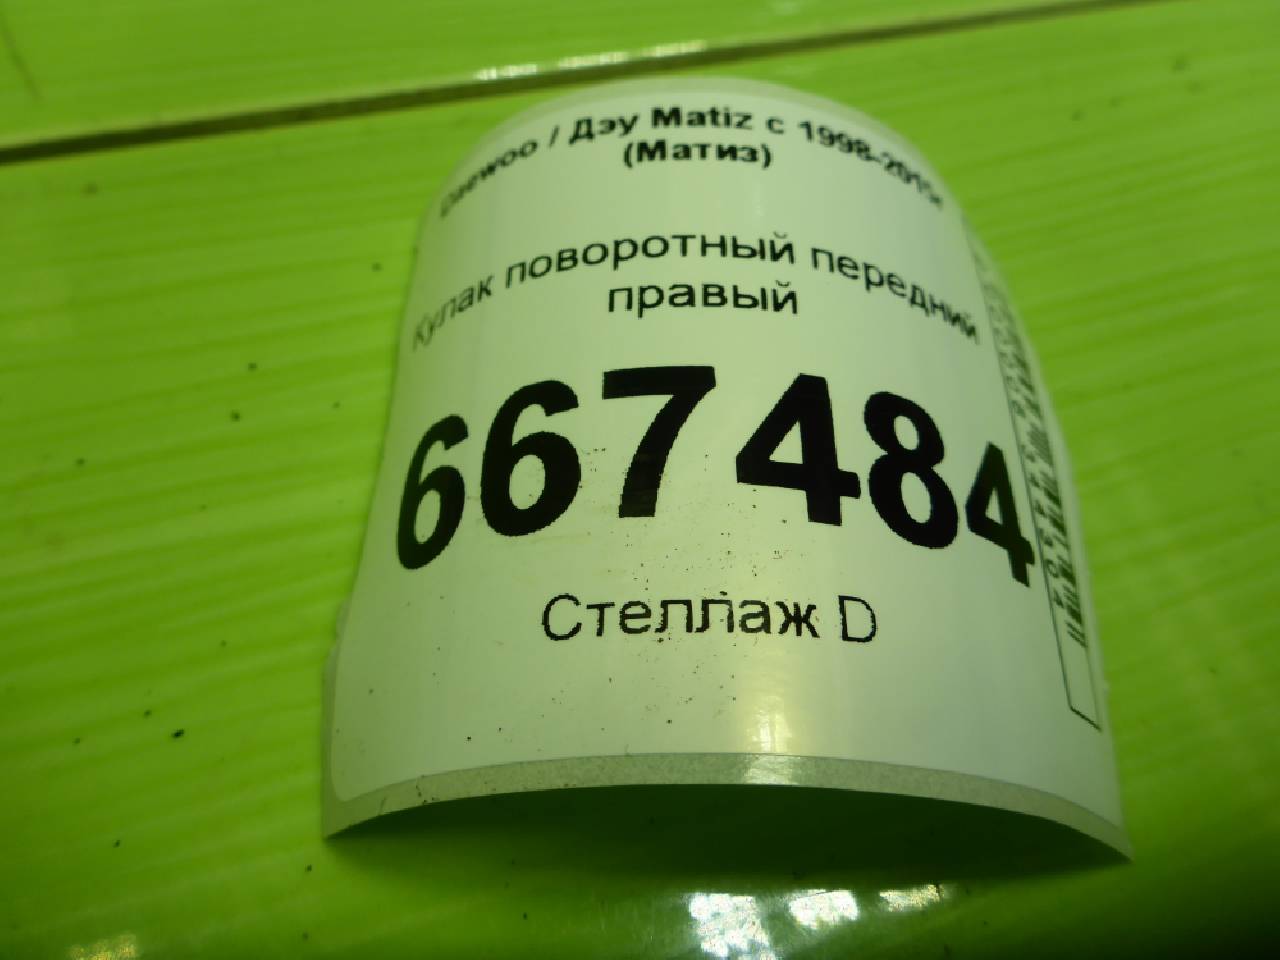 Daewoo / Дэу Matiz с 1998-2015г
(Матиз)
Кулак поворотный передний
правый
667484
Стеллаж D